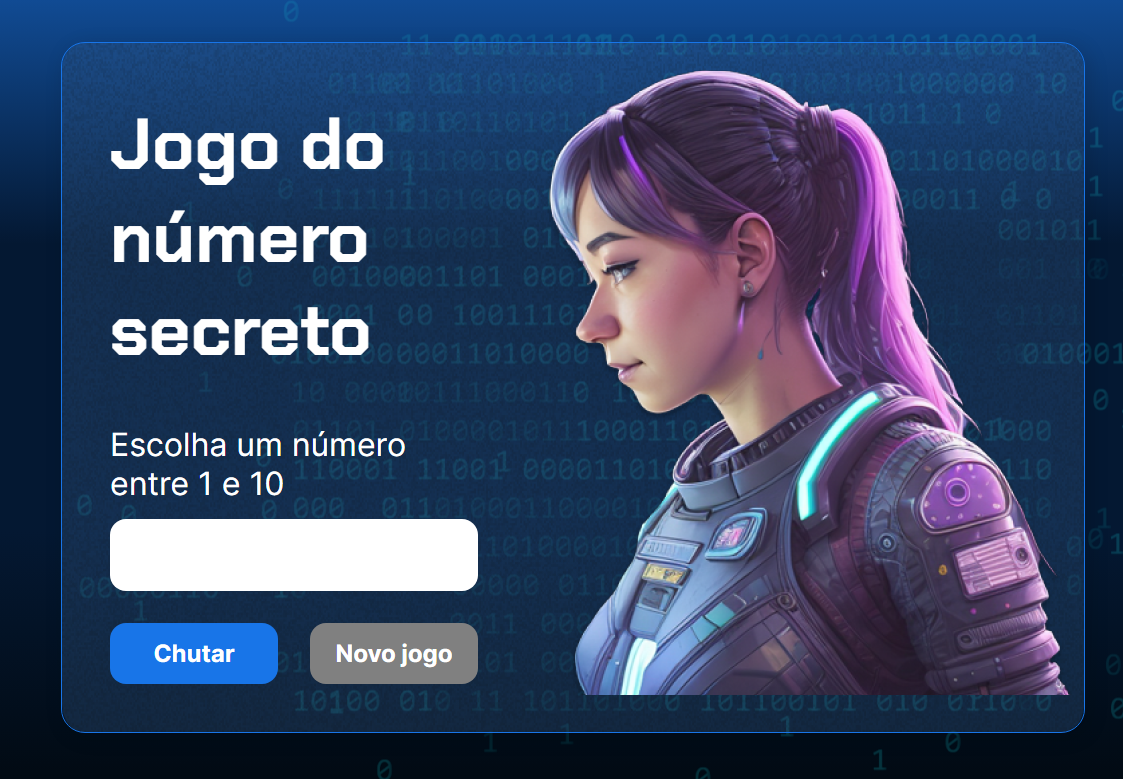 Jogo do
número
secreto
Escolha um número
entre 1 e 10
Chutar
Novo jogo